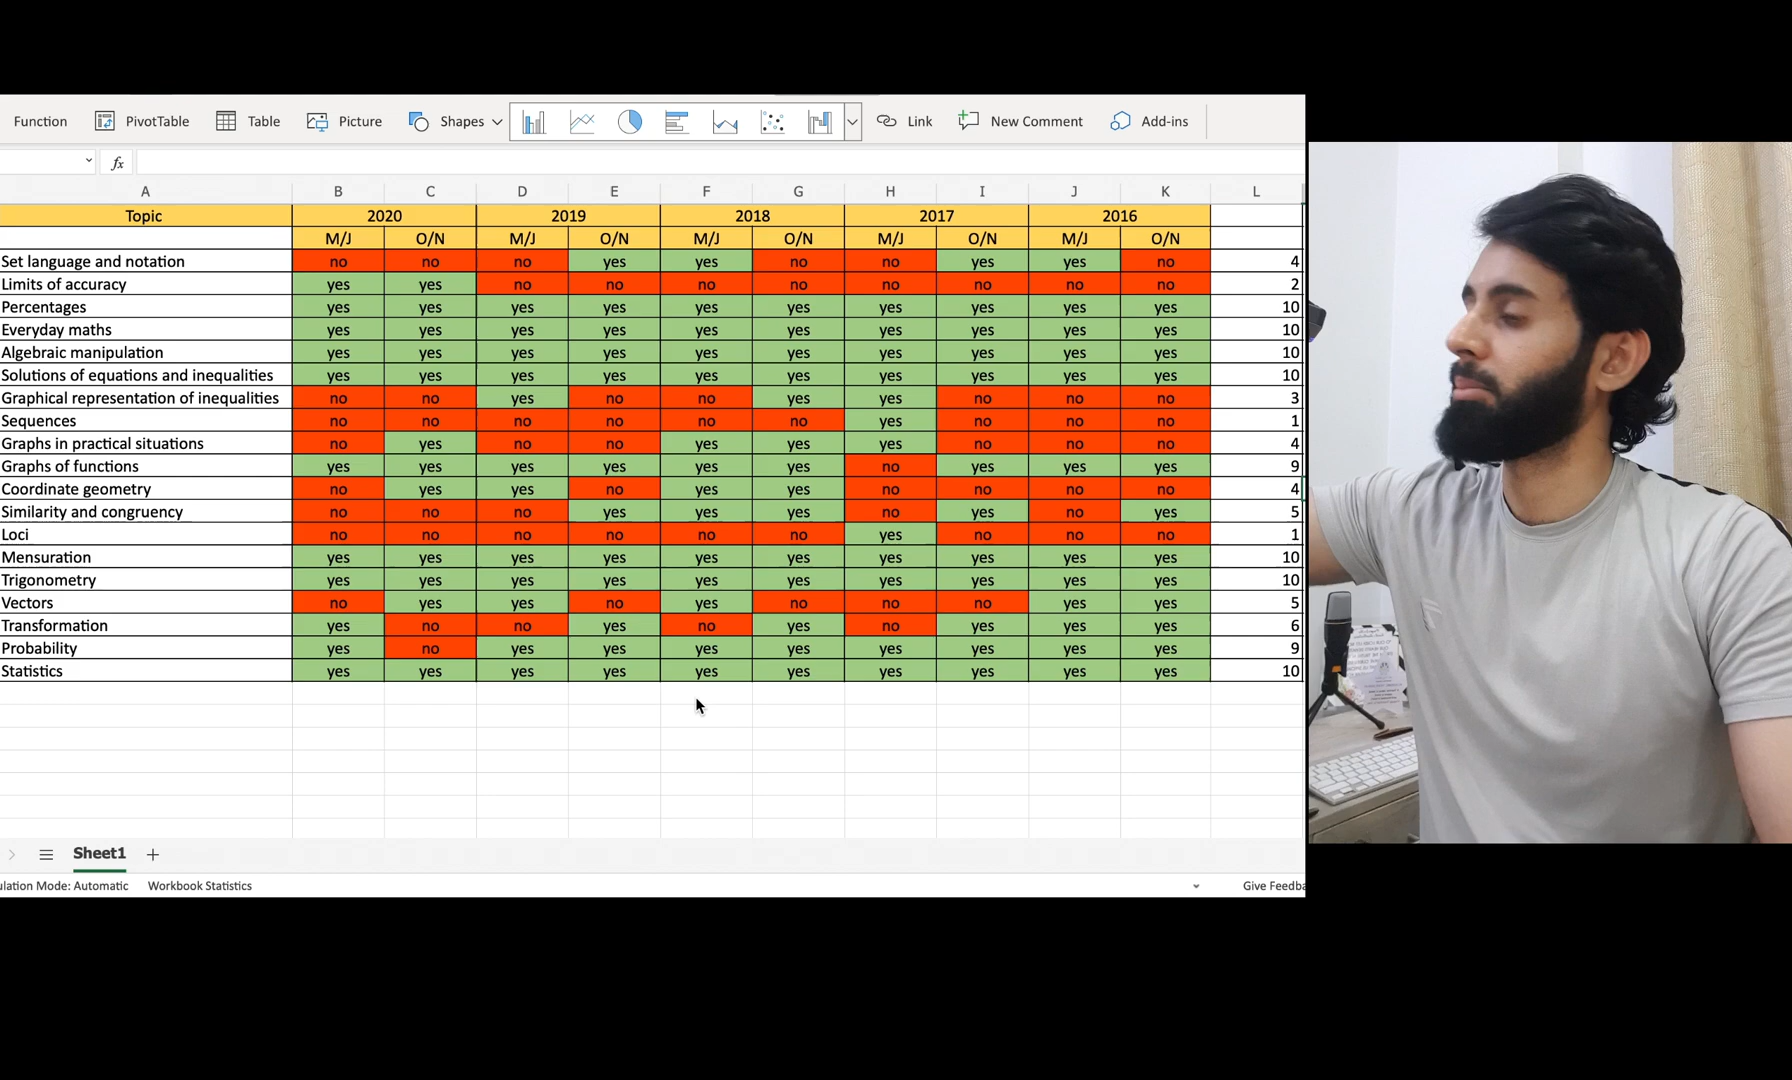 Function PivotTable Table Picture Shapes Link New Comment Add-ins
fx
A B C D E F G H I J K L
Topic 2020 2019 2018 2017 2016
M/J O/N M/J O/N M/J O/N M/J O/N M/J O/N
Set language and notation no no no yes yes no no yes yes no 4
Limits of accuracy yes yes no no no no no no no no 2
Percentages yes yes yes yes yes yes yes yes yes yes 10
Everyday maths yes yes yes yes yes yes yes yes yes yes 10
Algebraic manipulation yes yes yes yes yes yes yes yes yes yes 10
Solutions of equations and inequalities yes yes yes yes yes yes yes yes yes yes 10
Graphical representation of inequalities no no yes no no yes yes no no no 3
Sequences no no no no no no yes no no no 1
Graphs in practical situations no yes no no yes yes yes no no no 4
Graphs of functions yes yes yes yes yes yes no yes yes yes 9
Coordinate geometry no yes yes no yes yes no no no no 4
Similarity and congruency no no no yes yes yes no yes no yes 5
Loci no no no no no no yes no no no 1
Mensuration yes yes yes yes yes yes yes yes yes yes 10
Trigonometry yes yes yes yes yes yes yes yes yes yes 10
Vectors no yes yes no yes no no no yes yes 5
Transformation yes no no yes no yes no yes yes yes 6
Probability yes no yes yes yes yes yes yes yes yes 9
Statistics yes yes yes yes yes yes yes yes yes yes 10
Sheet1
ulation Mode: Automatic Workbook Statistics Give Feedba